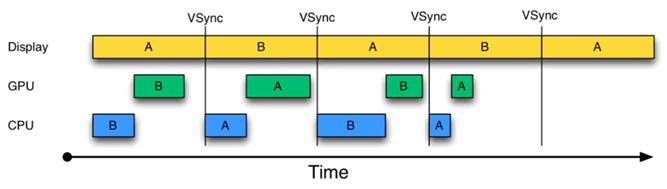 VSync VSync VSync VSync
Display A B A B A
GPU B A B A
CPU B A B A
Time